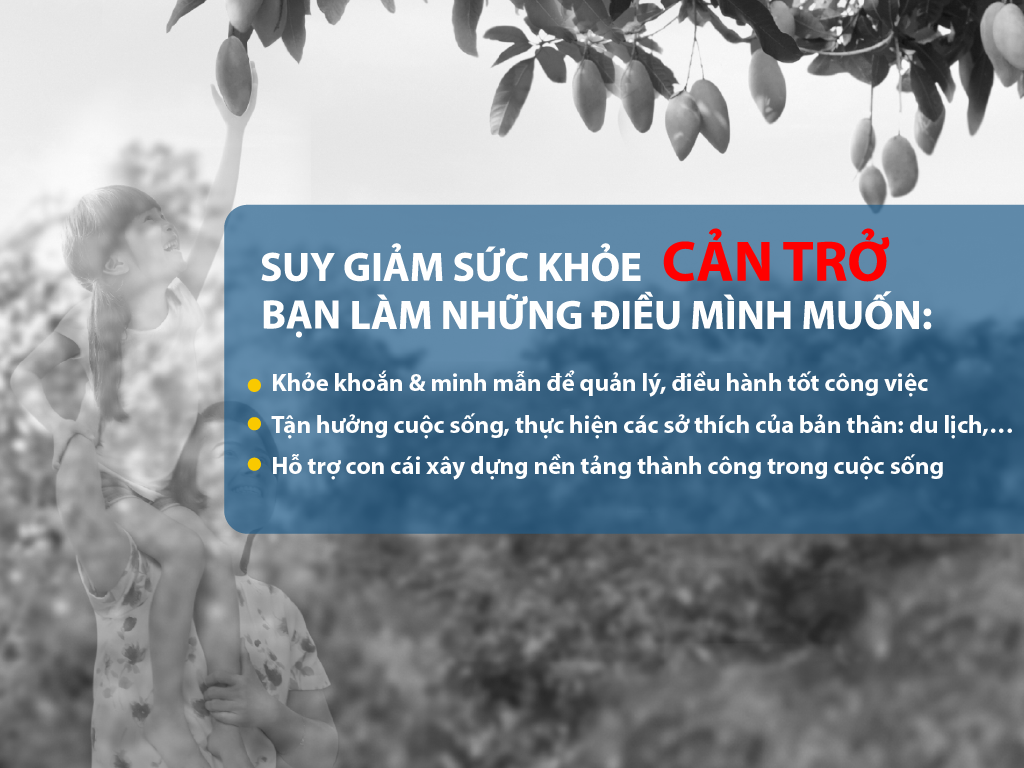 SUY GIẢM SỨC KHỎE CẢN TRỞ
BẠN LÀM NHỮNG ĐIỀU MÌNH MUỐN:
Khỏe khoắn & minh mẫn để quản lý, điều hành tốt công việc
Tận hưởng cuộc sống, thực hiện các sở thích của bản thân: du lịch,...
Hỗ trợ con cái xây dựng nền tảng thành công trong cuộc sống